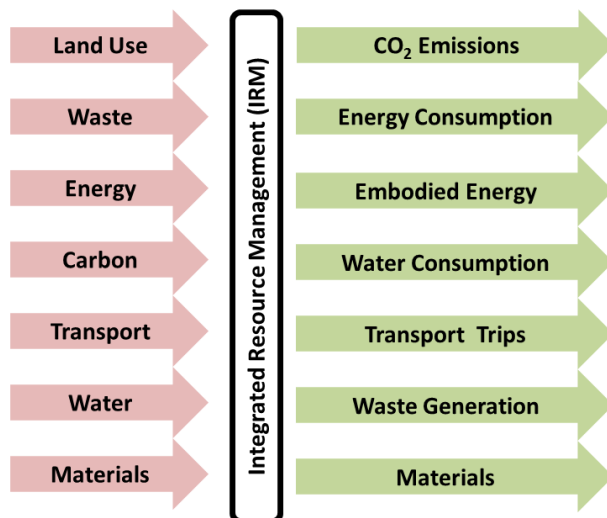 Land Use
Waste
Energy
Carbon
Transport
Water
Materials
Integrated Resource Management (IRM)
CO₂ Emissions
Energy Consumption
Embodied Energy
Water Consumption
Transport Trips
Waste Generation
Materials